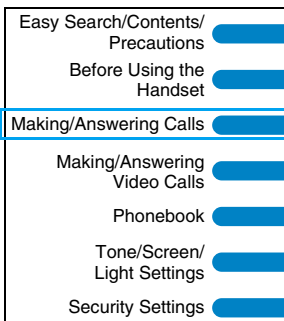 Easy Search/Contents/
Precautions
Before Using the
Handset
Making/Answering Calls
Making/Answering
Video Calls
Phonebook
Tone/Screen/
Light Settings
Security Settings